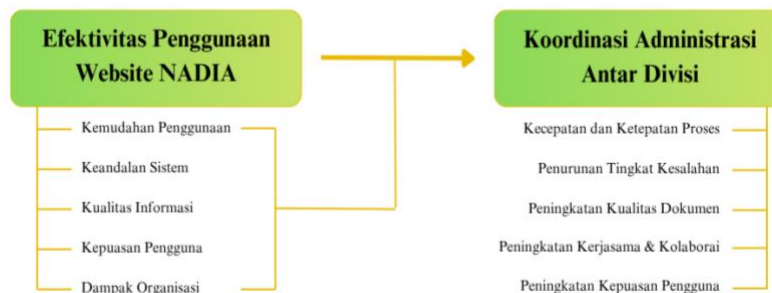 Efektivitas Penggunaan
Website NADIA
Kemudahan Penggunaan
Keandalan Sistem
Kualitas Informasi
Kepuasan Pengguna
Dampak Organisasi
Koordinasi Administrasi
Antar Divisi
Kecepatan dan Ketepatan Proses
Penurunan Tingkat Kesalahan
Peningkatan Kualitas Dokumen
Peningkatan Kerjasama & Kolaborai
Peningkatan Kepuasan Pengguna